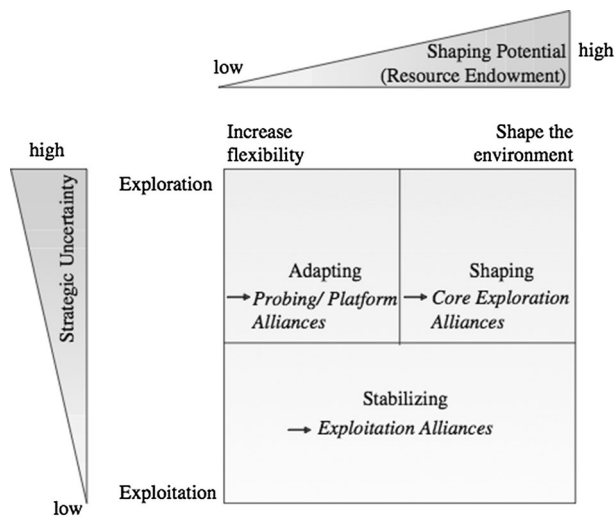 low
Shaping Potential
(Resource Endowment)
high
Increase
flexibility
Shape the
environment
high
Strategic Uncertainty
low
Exploration
Adapting
→ Probing/ Platform
Alliances
Shaping
→ Core Exploration
Alliances
Stabilizing
→ Exploitation Alliances
Exploitation